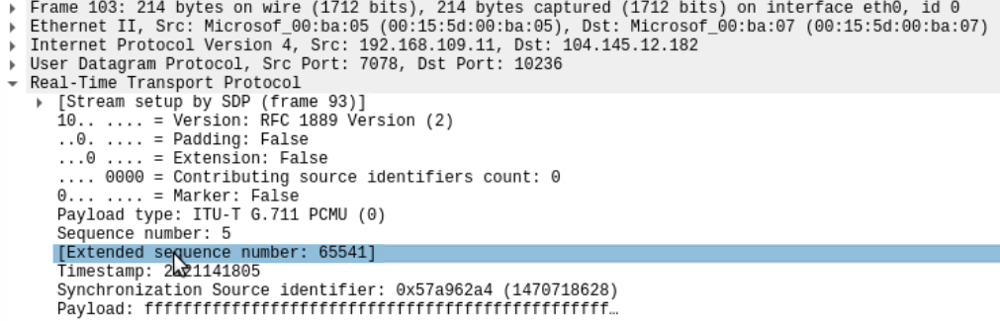 Frame 103: 214 bytes on wire (1712 bits), 214 bytes captured (1712 bits) on interface eth0, id 0
Ethernet II, Src: Microsof_00:ba:05 (00:15:5d:00:ba:05), Dst: Microsof_00:ba:07 (00:15:5d:00:ba:07)
Internet Protocol Version 4, Src: 192.168.109.11, Dst: 104.145.12.182
User Datagram Protocol, Src Port: 7078, Dst Port: 10236
Real-Time Transport Protocol
[Stream setup by SDP (frame 93)]
10.. .... = Version: RFC 1889 Version (2)
..0. .... = Padding: False
...0 .... = Extension: False
.... 0000 = Contributing source identifiers count: 0
0... .... = Marker: False
Payload type: ITU-T G.711 PCMU (0)
Sequence number: 5
[Extended sequence number: 65541]
Timestamp:
Synchronization Source identifier: 0x57a962a4 (1470718628)
Payload: ffffffffffffffffffffffffffffffffffffffffffffffff…